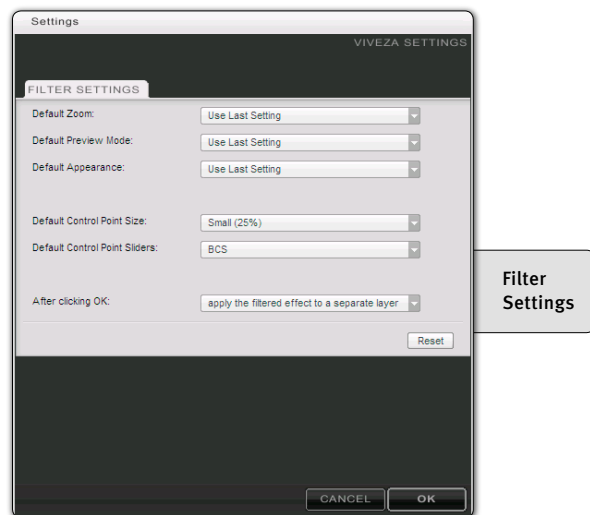 Settings
VIVEZA SETTINGS
FILTER SETTINGS
Default Zoom: Use Last Setting
Default Preview Mode: Use Last Setting
Default Appearance: Use Last Setting
Default Control Point Size: Small (25%)
Default Control Point Sliders: BCS
After clicking OK: apply the filtered effect to a separate layer
Reset
CANCEL OK
Filter
Settings